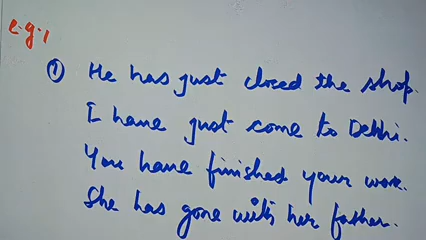 e.g.1
① He has just closed the shop.
I have just come to Delhi.
You have finished your work.
She has gone with her father.